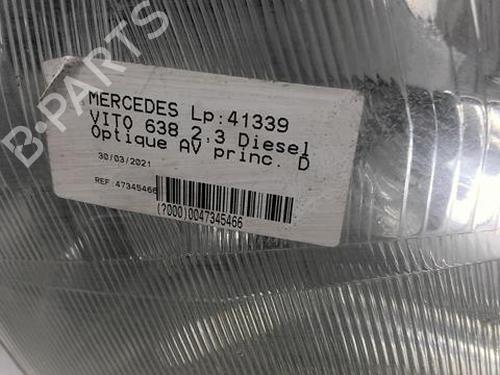 B-PARTS
MERCEDES Lp:41339
VITO 638 2,3 Diesel
Optique AV princ. D
30/03/2021
REF:47345466
(?000)0047345466